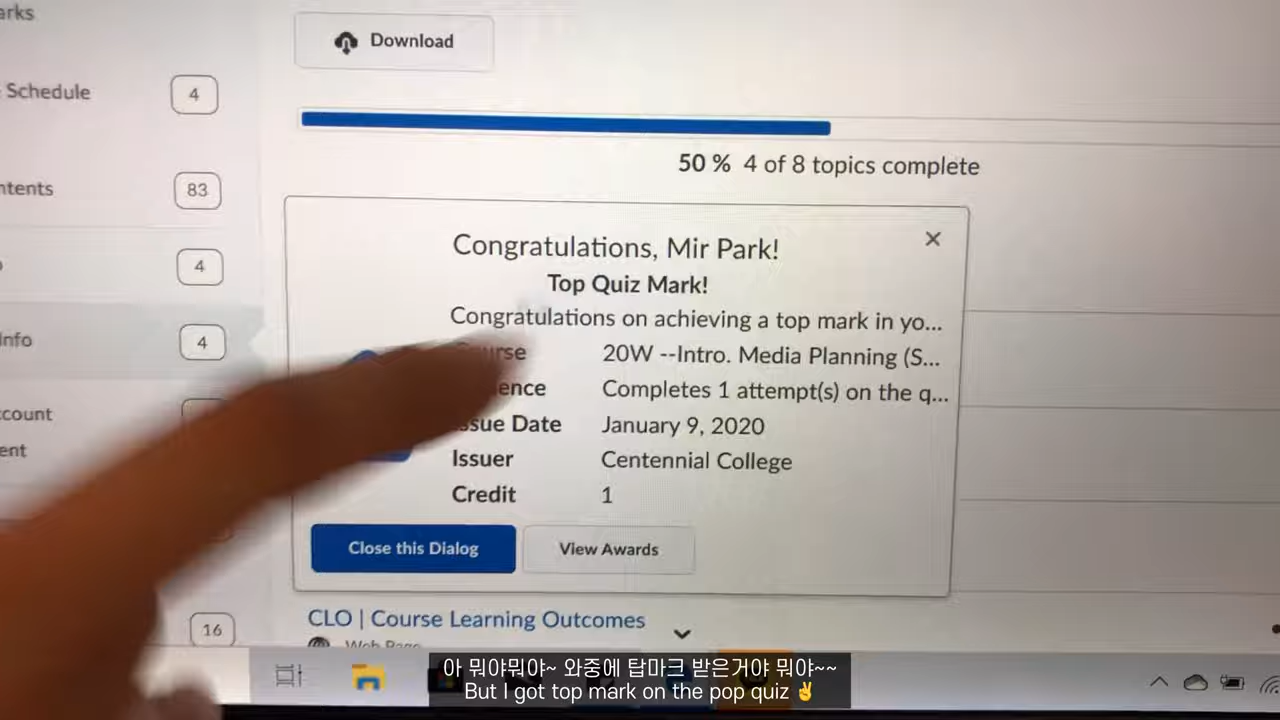 arks
Download
Schedule
4
50 % 4 of 8 topics complete
ntents
83
Congratulations, Mir Park!
Top Quiz Mark!
4
Congratulations on achieving a top mark in yo...
Info
4
Course 20W --Intro. Media Planning (S...
ence Completes 1 attempt(s) on the q...
ccount
Issue Date January 9, 2020
ent
Issuer Centennial College
Credit 1
Close this Dialog
View Awards
CLO | Course Learning Outcomes
16
Web Page
아 뭐야뭐야~ 와중에 탑마크 받은거야 뭐야~~
But I got top mark on the pop quiz ✌